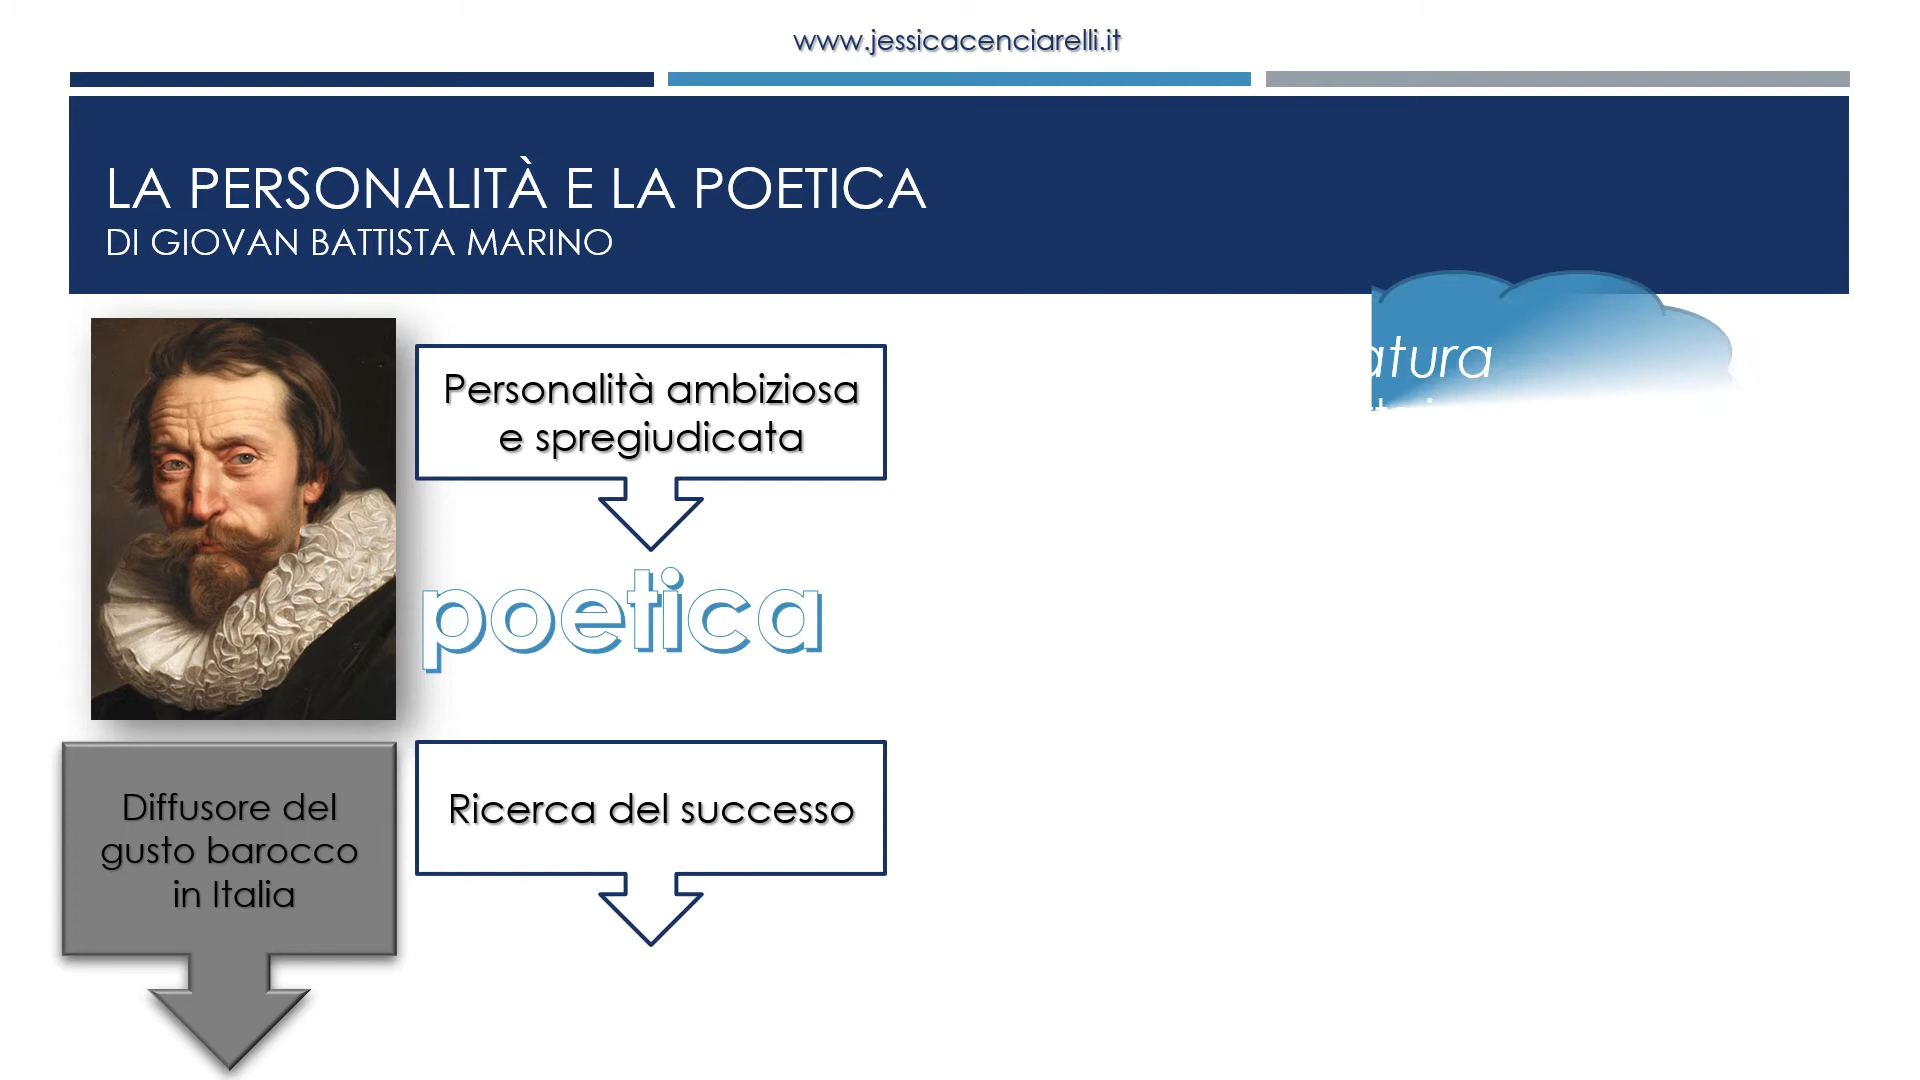 www.jessicacenciarelli.it
LA PERSONALITÀ E LA POETICA
DI GIOVAN BATTISTA MARINO
atura
Personalità ambiziosa
e spregiudicata
poetica
Diffusore del
gusto barocco
in Italia
Ricerca del successo